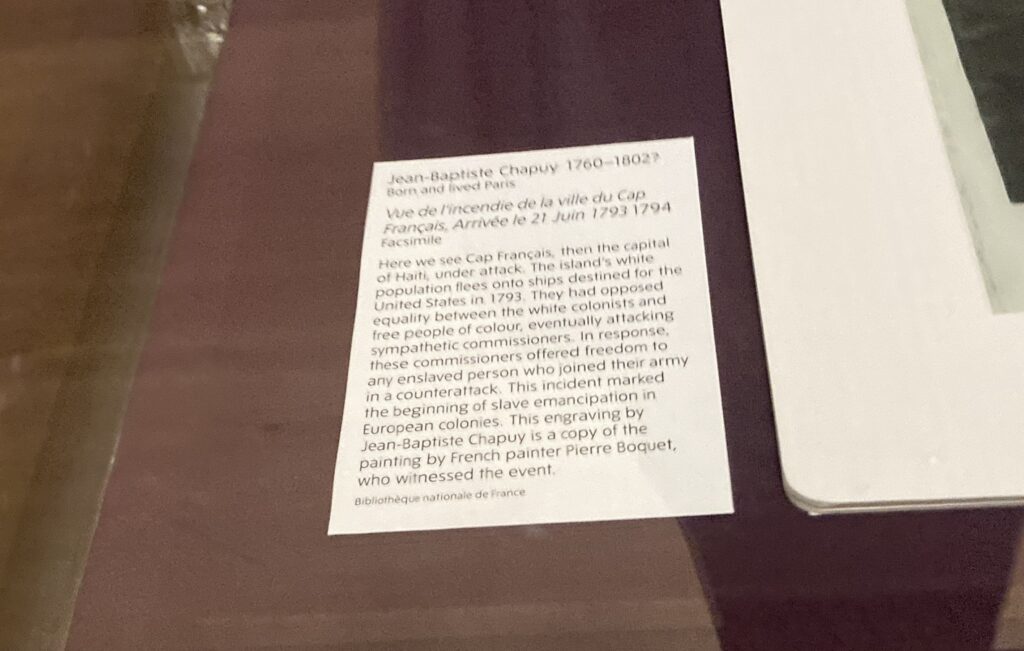 Jean-Baptiste Chapuy 1760–1802?
Born and lived Paris
Vue de l'incendie de la ville du Cap
Français, Arrivée le 21 Juin 1793 1794
Facsimile
Here we see Cap Français, then the capital
of Haiti, under attack. The island's white
population flees onto ships destined for the
United States in 1793. They had opposed
equality between the white colonists and
free people of colour, eventually attacking
sympathetic commissioners. In response,
these commissioners offered freedom to
any enslaved person who joined their army
in a counterattack. This incident marked
the beginning of slave emancipation in
European colonies. This engraving by
Jean-Baptiste Chapuy is a copy of the
painting by French painter Pierre Boquet,
who witnessed the event.
Bibliothèque nationale de France